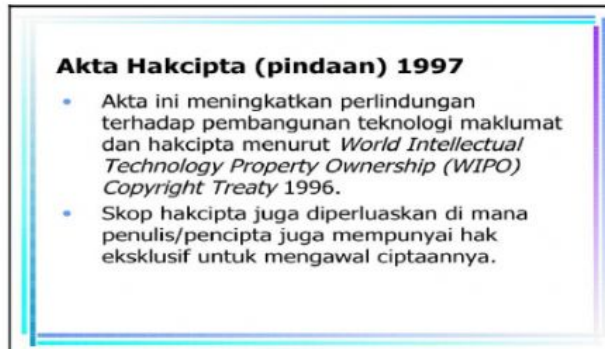 Akta Hakcipta (pindaan) 1997
• Akta ini meningkatkan perlindungan
terhadap pembangunan teknologi maklumat
dan hakcipta menurut World Intellectual
Technology Property Ownership (WIPO)
Copyright Treaty 1996.
• Skop hakcipta juga diperluaskan di mana
penulis/pencipta juga mempunyai hak
eksklusif untuk mengawal ciptaannya.